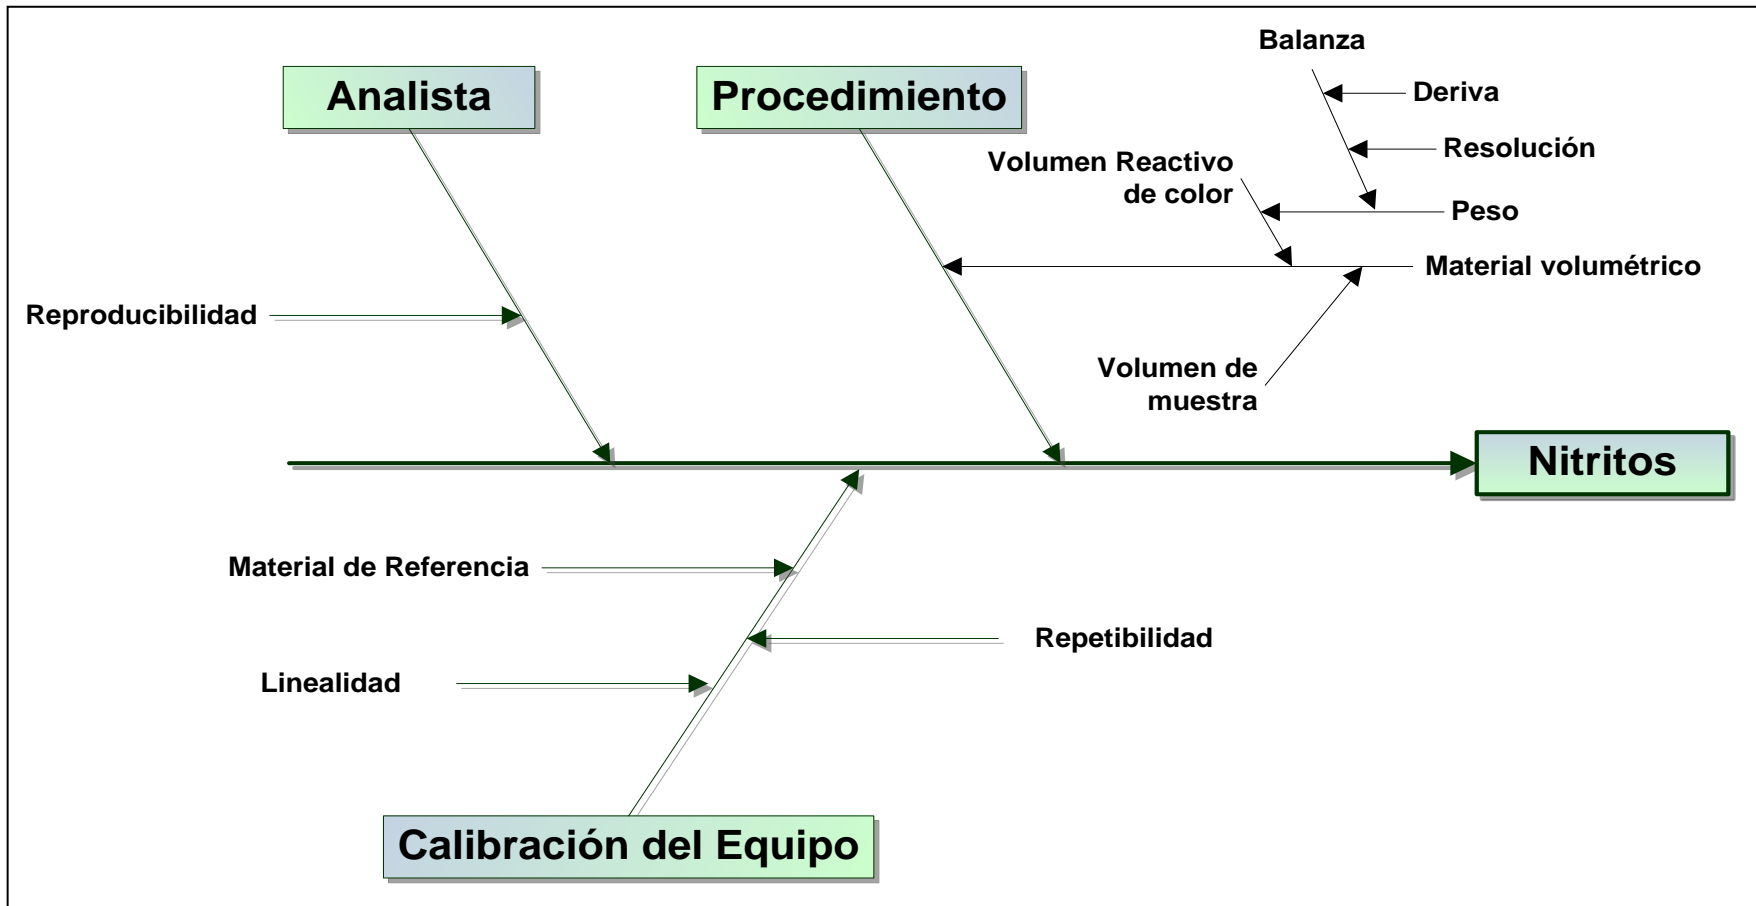 Balanza
Analista
Procedimiento
Deriva
Resolución
Volumen Reactivo
de color
Peso
Material volumétrico
Reproducibilidad
Volumen de
muestra
Nitritos
Material de Referencia
Repetibilidad
Linealidad
Calibración del Equipo